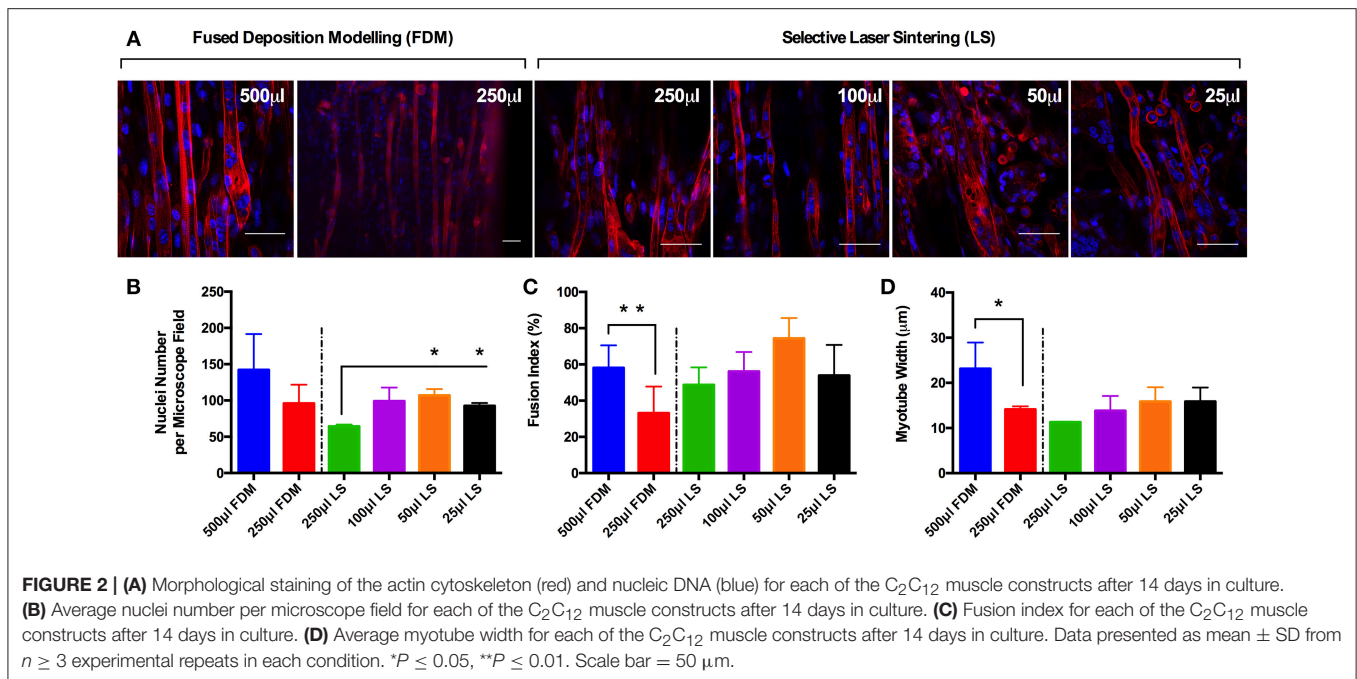 A
Fused Deposition Modelling (FDM)
Selective Laser Sintering (LS)
500μl
250μl
250μl
100μl
50μl
25μl
B
Nuclei Number
per Microscope Field
250
200
150
100
50
0
* *
500μl FDM
250μl FDM
250μl LS
100μl LS
50μl LS
25μl LS
C
Fusion Index (%)
100
80
60
40
20
0
* *
500μl FDM
250μl FDM
250μl LS
100μl LS
50μl LS
25μl LS
D
Myotube Width (μm)
40
30
20
10
0
*
500μl FDM
250μl FDM
250μl LS
100μl LS
50μl LS
25μl LS
FIGURE 2 | (A) Morphological staining of the actin cytoskeleton (red) and nucleic DNA (blue) for each of the C₂C₁₂ muscle constructs after 14 days in culture.
(B) Average nuclei number per microscope field for each of the C₂C₁₂ muscle constructs after 14 days in culture. (C) Fusion index for each of the C₂C₁₂ muscle
constructs after 14 days in culture. (D) Average myotube width for each of the C₂C₁₂ muscle constructs after 14 days in culture. Data presented as mean ± SD from
n ≥ 3 experimental repeats in each condition. *P ≤ 0.05, **P ≤ 0.01. Scale bar = 50 μm.